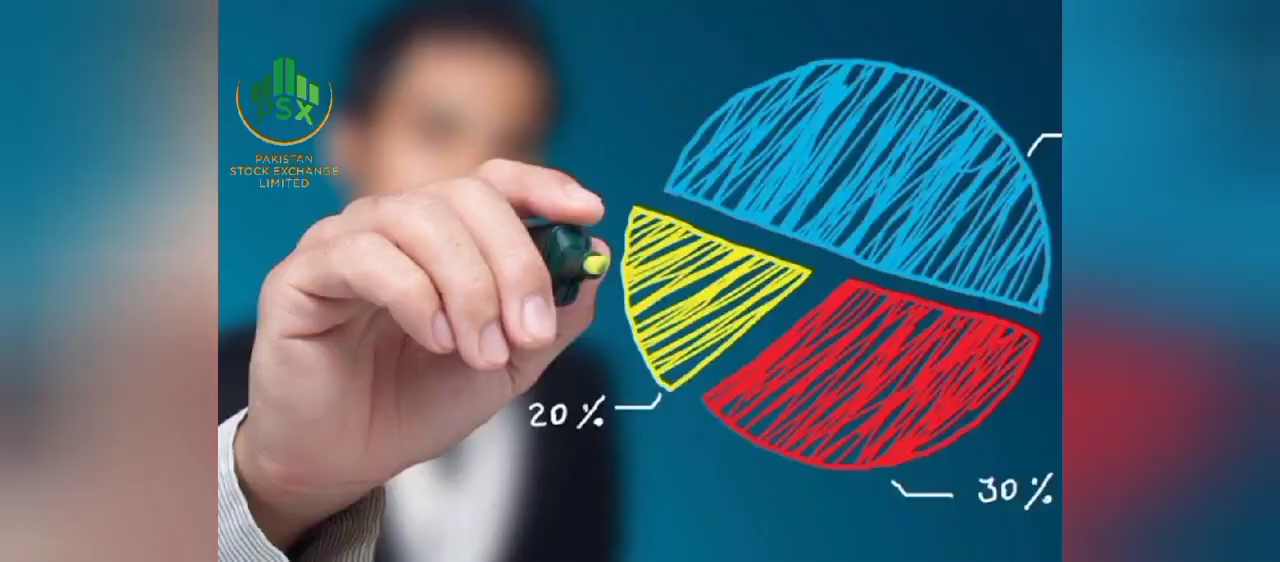 PSX
PAKISTAN
STOCK EXCHANGE
LIMITED
20 %
30 %